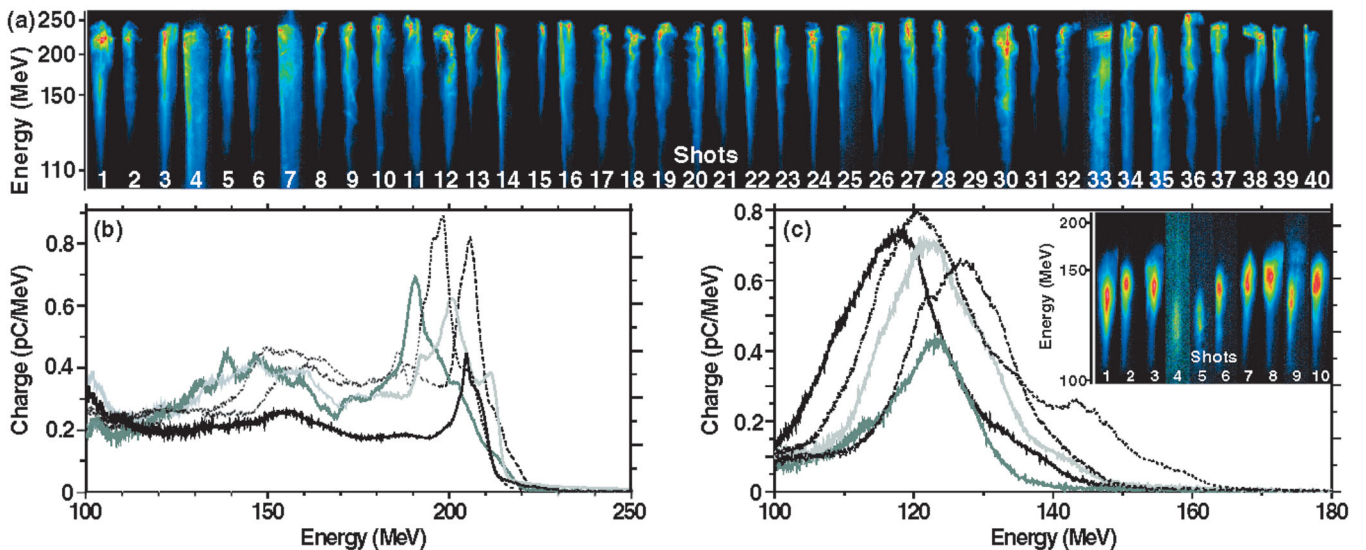 (a)
Energy (MeV)
250
200
150
110
Shots
1 2 3 4 5 6 7 8 9 10 11 12 13 14 15 16 17 18 19 20 21 22 23 24 25 26 27 28 29 30 31 32 33 34 35 36 37 38 39 40
(b)
Charge (pC/MeV)
0.8
0.6
0.4
0.2
0
100 150 200 250
Energy (MeV)
(c)
Charge (pC/MeV)
0.8
0.6
0.4
0.2
0
100 120 140 160 180
Energy (MeV)
Energy (MeV)
200
150
100
Shots
1 2 3 4 5 6 7 8 9 10